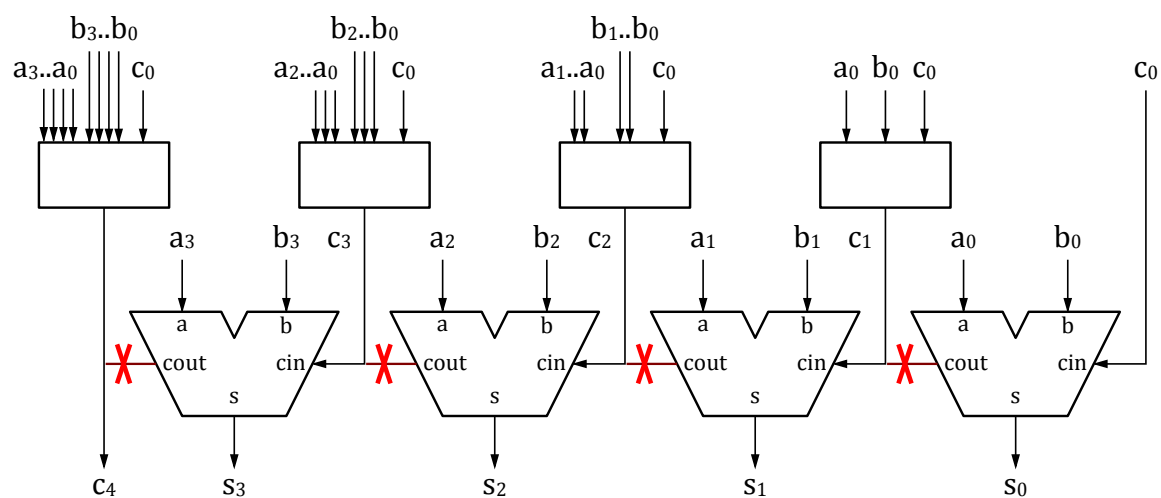 b₃..b₀ b₂..b₀ b₁..b₀
a₃..a₀ c₀ a₂..a₀ c₀ a₁..a₀ c₀ a₀ b₀ c₀ c₀
a₃ b₃ c₃ a₂ b₂ c₂ a₁ b₁ c₁ a₀ b₀
a b a b a b a b
cout cin cout cin cout cin cout cin
s s s s
c₄ s₃ s₂ s₁ s₀